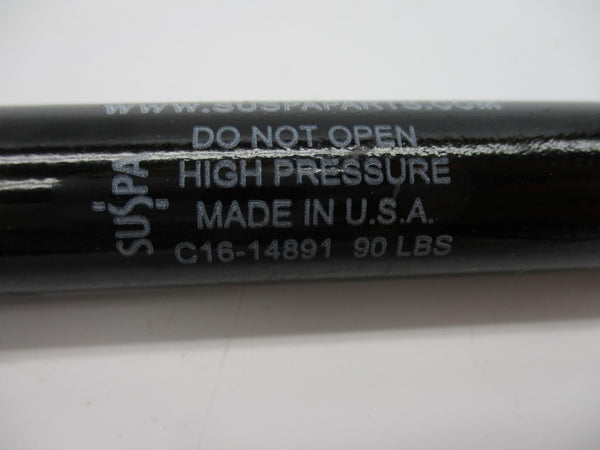 WWW.SUSPAPARTS.COM
DO NOT OPEN
HIGH PRESSURE
MADE IN U.S.A.
C16-14891 90 LBS
SUSPA